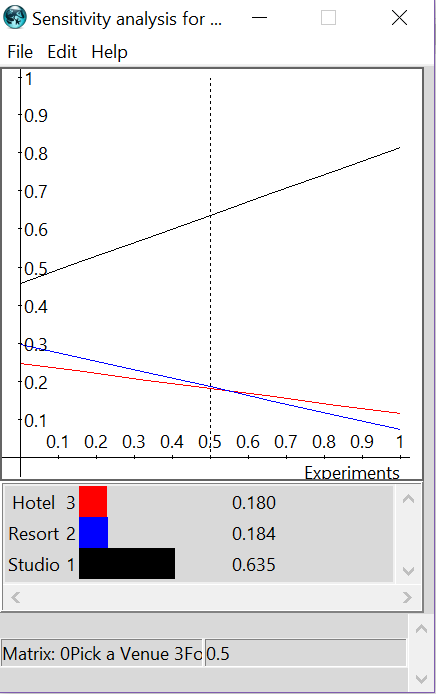 Sensitivity analysis for ...
File Edit Help
1
0.9
0.8
0.7
0.6
0.5
0.4
0.3
0.2
0.1
0.1 0.2 0.3 0.4 0.5 0.6 0.7 0.8 0.9 1
Experiments
Hotel 3 0.180
Resort 2 0.184
Studio 1 0.635
Matrix: 0Pick a Venue 3Fo 0.5